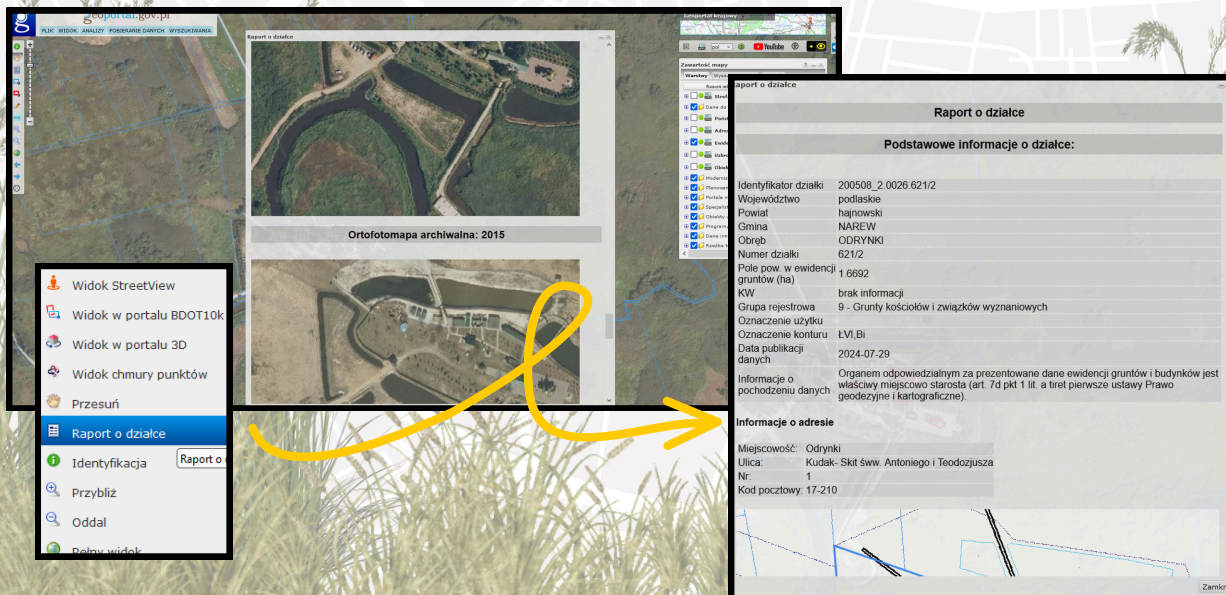 geoportal.gov.pl
PLIK WIDOK ANALIZY POBIERANIE DANYCH WYSZUKIWANIA
Raport o działce
Ortofotomapa archiwalna: 2015
Geoportal krajowy
pol
YouTube
Zawartość mapy
Warstwy
Dane do
Adres
Widok StreetView
Widok w portalu BDOT10k
Widok w portalu 3D
Widok chmury punktów
Przesuń
Raport o działce
Identyfikacja
Raport o
Przybliż
Oddal
Pełny widok
Raport o działce
Podstawowe informacje o działce:
Identyfikator działki 200508_2.0026.621/2
Województwo podlaskie
Powiat hajnowski
Gmina NAREW
Obręb ODRYNKI
Numer działki 621/2
Pole pow. w ewidencji gruntów (ha) 1.6692
KW brak informacji
Grupa rejestrowa 9 - Grunty kościołów i związków wyznaniowych
Oznaczenie użytku
Oznaczenie konturu ŁVI,Bi
Data publikacji danych 2024-07-29
Informacje o pochodzeniu danych
Organem odpowiedzialnym za prezentowane dane ewidencji gruntów i budynków jest
właściwy miejscowo starosta (art. 7d pkt 1 lit. a tiret pierwsze ustawy Prawo
geodezyjne i kartograficzne).
Informacje o adresie
Miejscowość: Odrynki
Ulica: Kudak- Skit śww. Antoniego i Teodozjusza
Nr: 1
Kod pocztowy: 17-210
Zamkn